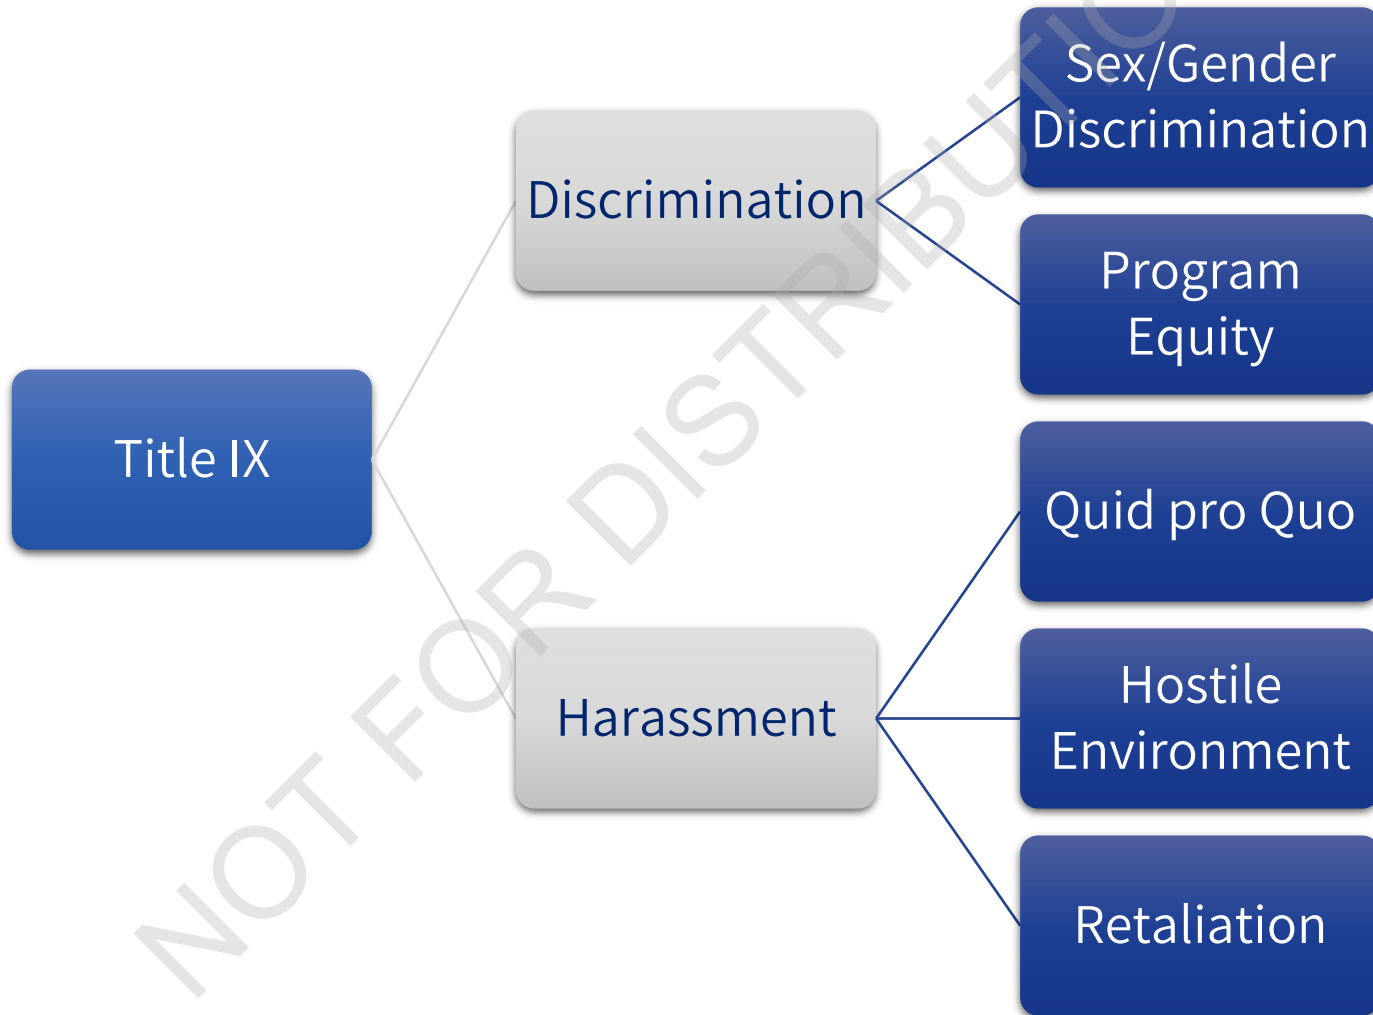 Title IX
Discrimination
Harassment
Sex/Gender
Discrimination
Program
Equity
Quid pro Quo
Hostile
Environment
Retaliation
NOT FOR DISTRIBUTIO